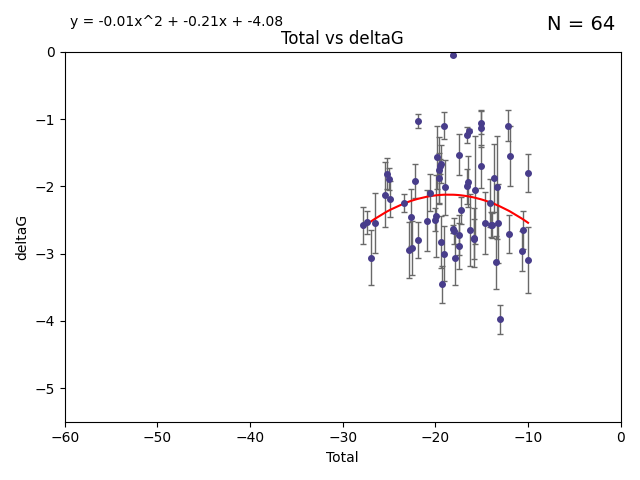 y = -0.01x^2 + -0.21x + -4.08
N = 64
Total vs deltaG
0
−1
−2
−3
−4
−5
deltaG
−60 −50 −40 −30 −20 −10 0
Total